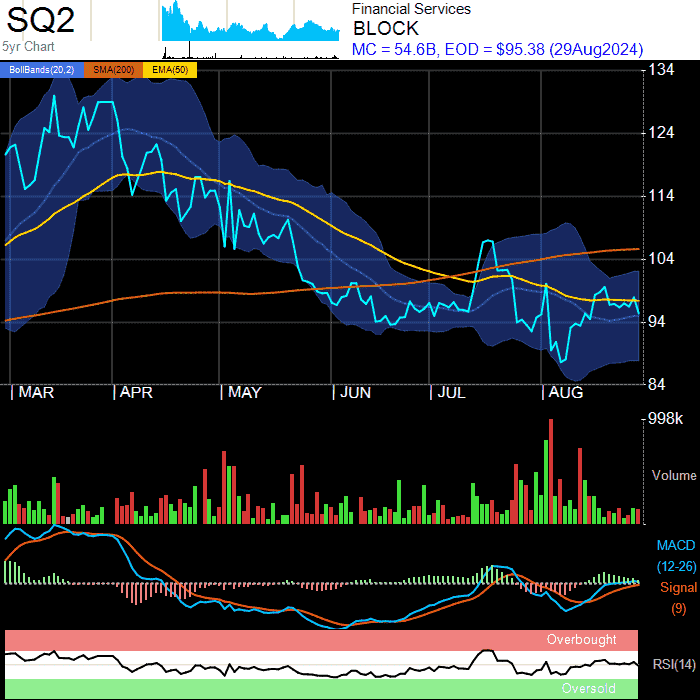 SQ2
5yr Chart
Financial Services
BLOCK
MC = 54.6B, EOD = $95.38 (29Aug2024)
BollBands(20,2) SMA(200) EMA(50)
134
124
114
104
94
84
MAR APR MAY JUN JUL AUG
998k
Volume
MACD
(12-26)
Signal
(9)
Overbought
RSI(14)
Oversold